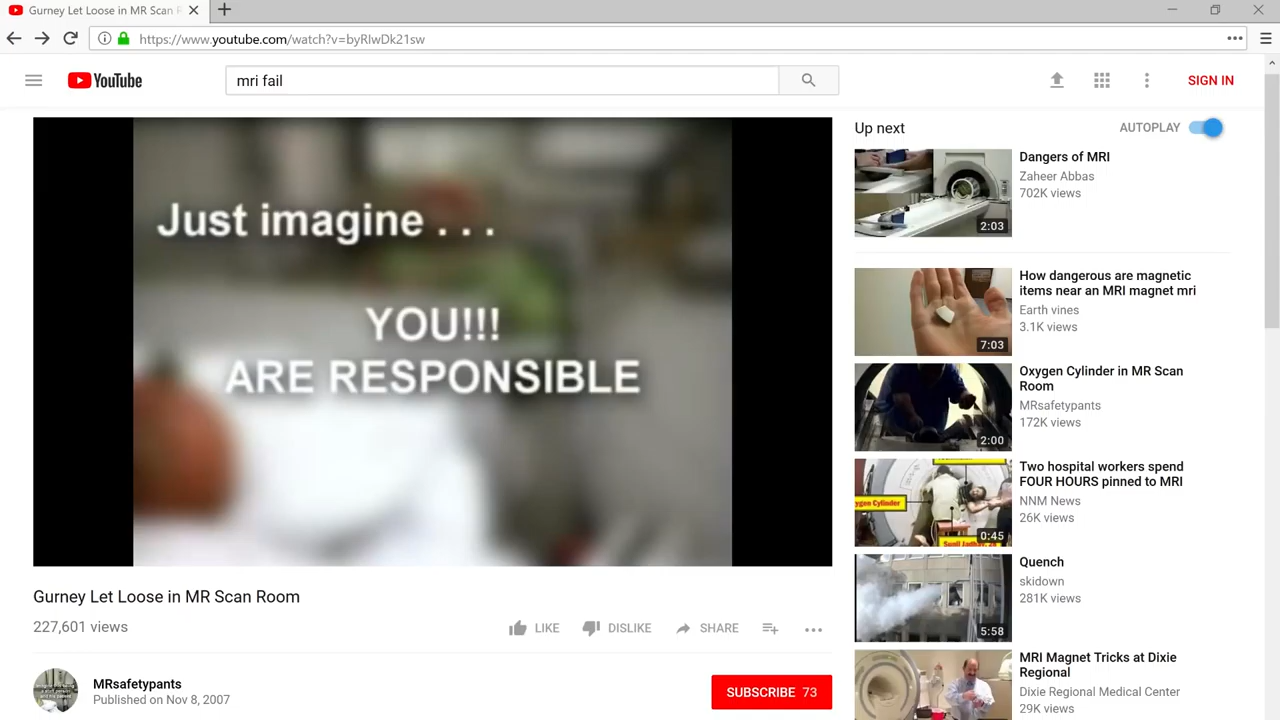 Gurney Let Loose in MR Scan R
https://www.youtube.com/watch?v=byRlwDk21sw
YouTube
mri fail
SIGN IN
Just imagine . . .
YOU!!!
ARE RESPONSIBLE
Gurney Let Loose in MR Scan Room
227,601 views
LIKE
DISLIKE
SHARE
MRsafetypants
Published on Nov 8, 2007
SUBSCRIBE 73
Up next
AUTOPLAY
2:03
Dangers of MRI
Zaheer Abbas
702K views
7:03
How dangerous are magnetic
items near an MRI magnet mri
Earth vines
3.1K views
2:00
Oxygen Cylinder in MR Scan
Room
MRsafetypants
172K views
ygen Cylinder
0:45
Two hospital workers spend
FOUR HOURS pinned to MRI
NNM News
26K views
5:58
Quench
skidown
281K views
MRI Magnet Tricks at Dixie
Regional
Dixie Regional Medical Center
29K views